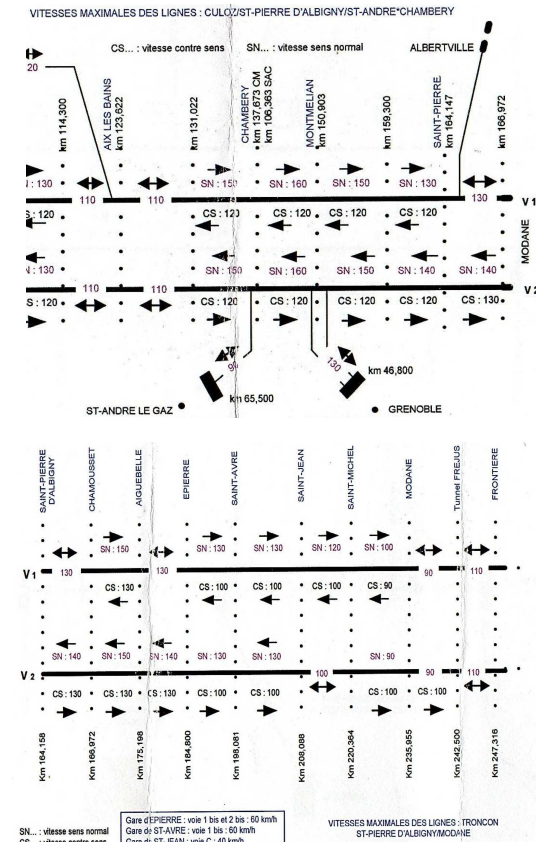 VITESSES MAXIMALES DES LIGNES : CULOZ/ST-PIERRE D'ALBIGNY/ST-ANDRE*CHAMBERY
CS... : vitesse contre sens SN... : vitesse sens normal ALBERTVILLE
20
km 114,300
AIX LES BAINS
km 123,622
km 131,022
CHAMBERY
km 137,673 CM
km 106,363 SAC
MONTMELIAN
km 150,903
km 159,300
SAINT-PIERRE
km 164,147
km 166,972
: 130 SN : 150 SN : 160 SN : 150 SN : 130
110 110 130 V 1
S : 120 CS : 120 CS : 120 CS : 120 CS : 120
MODANE
N : 130 SN : 150 SN : 160 SN : 150 SN : 140 SN : 140
110 110 V 2
S : 120 CS : 120 CS : 120 CS : 120 CS : 120 CS : 130
130 km 46,800
km 65,500
ST-ANDRE LE GAZ GRENOBLE
SAINT-PIERRE
D'ALBIGNY
CHAMOUSSET
AIGUEBELLE
EPIERRE
SAINT-AVRE
SAINT-JEAN
SAINT-MICHEL
MODANE
Tunnel FREJUS
FRONTIERE
SN : 150 SN : 130 SN : 130 SN : 120 SN : 100
V 1 130 130 90 110
CS : 130 CS : 100 CS : 100 CS : 100 CS : 90
SN : 140 SN : 150 SN : 140 SN : 130 SN : 130 SN : 90
V 2 100 90 110
CS : 130 CS : 130 CS : 130 CS : 100 CS : 100 CS : 100 CS : 100
Km 164,158
Km 166,972
Km 175,198
Km 184,800
Km 198,081
Km 208,088
Km 220,364
Km 235,955
Km 242,500
Km 247,316
SN... : vitesse sens normal
CS... : vitesse contre sens
Gare d'EPIERRE : voie 1 bis et 2 bis : 60 km/h
Gare de ST-AVRE : voie 1 bis : 60 km/h
Gare de ST-JEAN : voie C : 40 km/h
VITESSES MAXIMALES DES LIGNES : TRONCON
ST-PIERRE D'ALBIGNY/MODANE